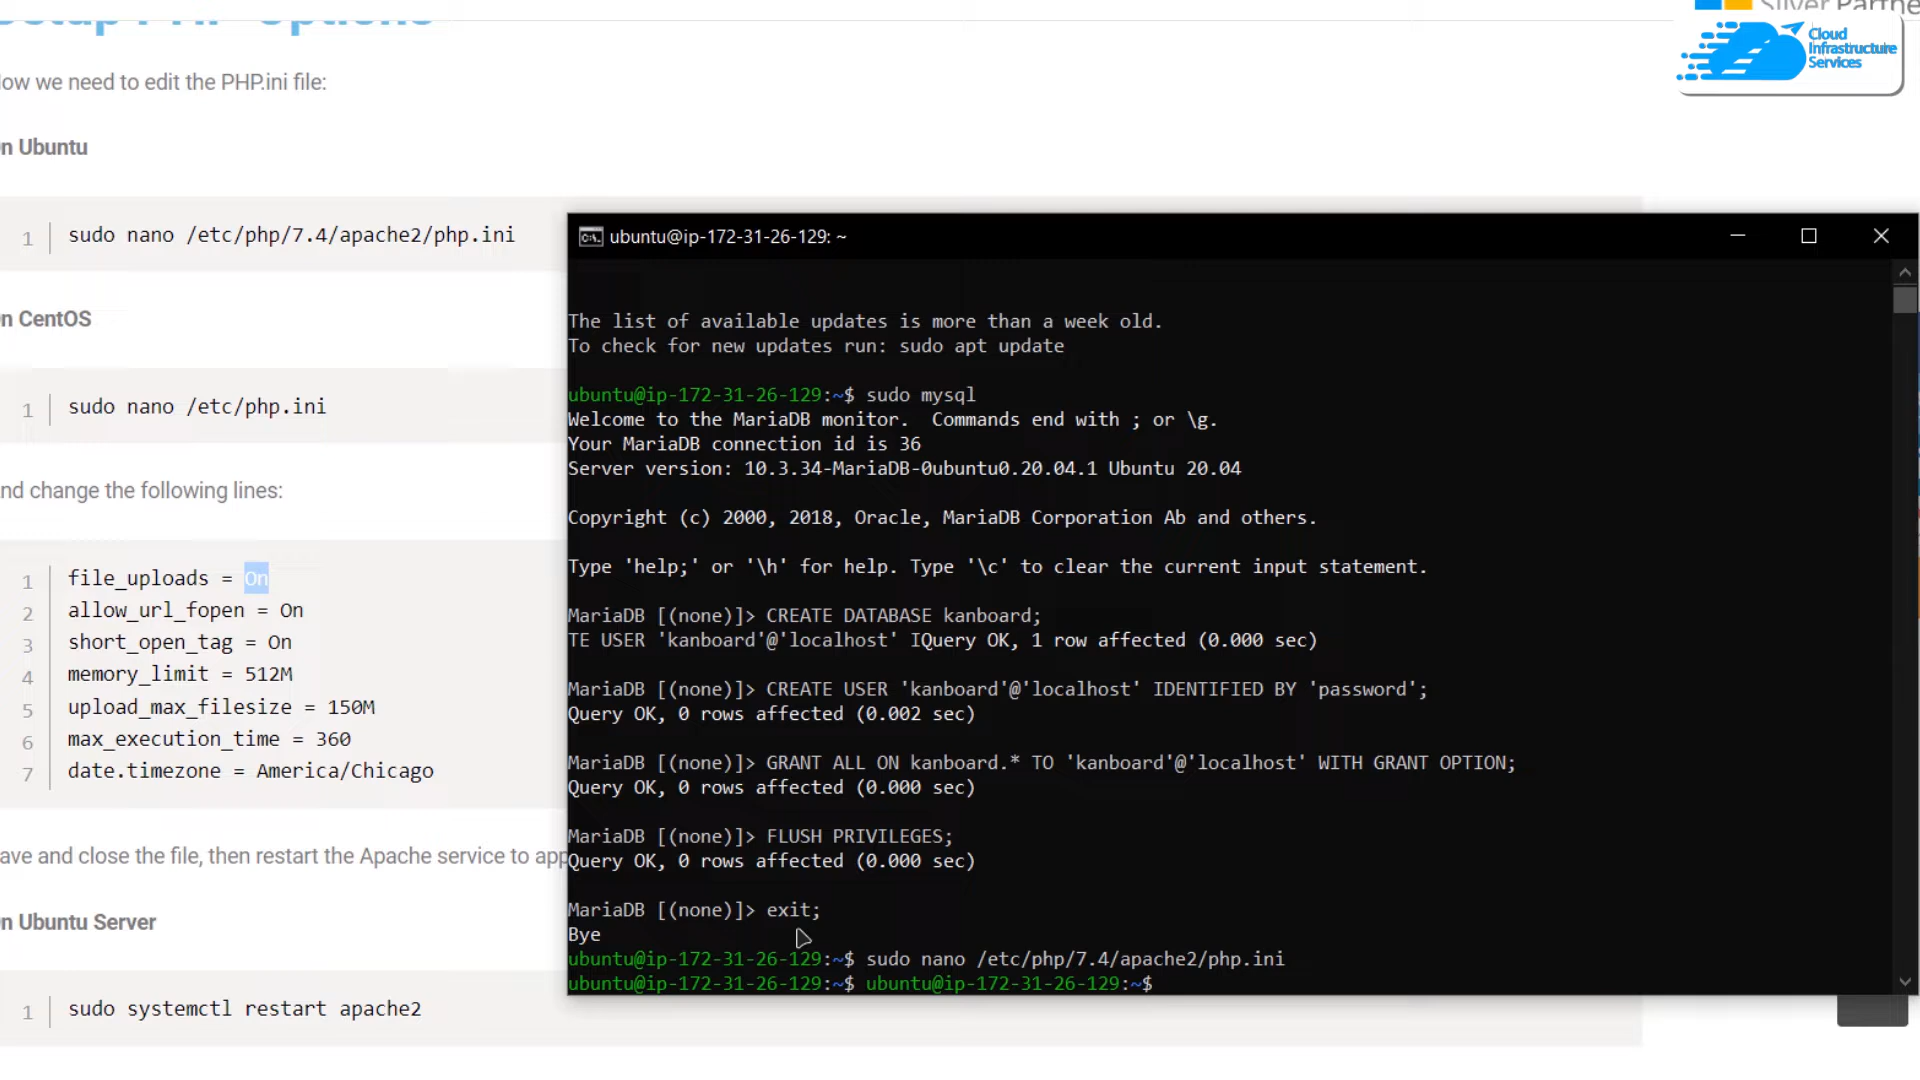 Setup PHP Options
Silver Partne
Cloud
Infrastructure
Services
ow we need to edit the PHP.ini file:
n Ubuntu
1 sudo nano /etc/php/7.4/apache2/php.ini
n CentOS
1 sudo nano /etc/php.ini
nd change the following lines:
1 file_uploads = On
2 allow_url_fopen = On
3 short_open_tag = On
4 memory_limit = 512M
5 upload_max_filesize = 150M
6 max_execution_time = 360
7 date.timezone = America/Chicago
ave and close the file, then restart the Apache service to app
n Ubuntu Server
1 sudo systemctl restart apache2
ubuntu@ip-172-31-26-129: ~
The list of available updates is more than a week old.
To check for new updates run: sudo apt update
ubuntu@ip-172-31-26-129:~$ sudo mysql
Welcome to the MariaDB monitor.  Commands end with ; or \g.
Your MariaDB connection id is 36
Server version: 10.3.34-MariaDB-0ubuntu0.20.04.1 Ubuntu 20.04
Copyright (c) 2000, 2018, Oracle, MariaDB Corporation Ab and others.
Type 'help;' or '\h' for help. Type '\c' to clear the current input statement.
MariaDB [(none)]> CREATE DATABASE kanboard;
TE USER 'kanboard'@'localhost' IQuery OK, 1 row affected (0.000 sec)
MariaDB [(none)]> CREATE USER 'kanboard'@'localhost' IDENTIFIED BY 'password';
Query OK, 0 rows affected (0.002 sec)
MariaDB [(none)]> GRANT ALL ON kanboard.* TO 'kanboard'@'localhost' WITH GRANT OPTION;
Query OK, 0 rows affected (0.000 sec)
MariaDB [(none)]> FLUSH PRIVILEGES;
Query OK, 0 rows affected (0.000 sec)
MariaDB [(none)]> exit;
Bye
ubuntu@ip-172-31-26-129:~$ sudo nano /etc/php/7.4/apache2/php.ini
ubuntu@ip-172-31-26-129:~$ ubuntu@ip-172-31-26-129:~$